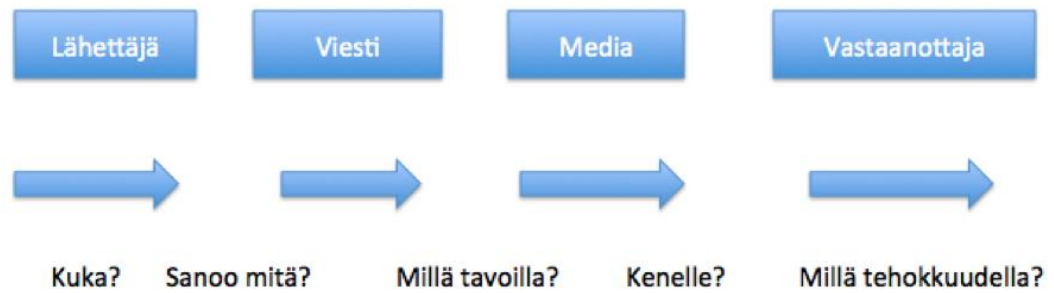 Lähettäjä Viesti Media Vastaanottaja
Kuka? Sanoo mitä? Millä tavoilla? Kenelle? Millä tehokkuudella?